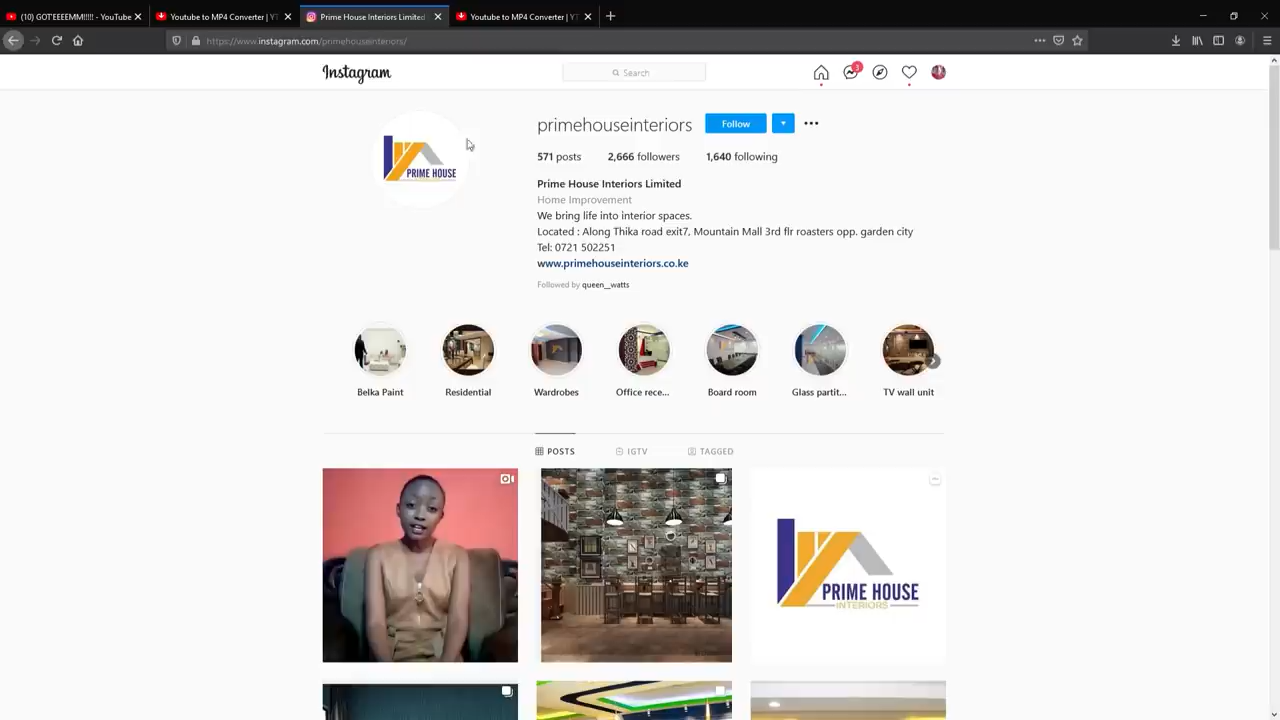 (10) GOT'EEEEMM!!!!! - YouTube
Youtube to MP4 Converter | YT
Prime House Interiors Limited
Youtube to MP4 Converter | YT
https://www.instagram.com/primehouseinteriors/
Instagram
Search
3
primehouseinteriors
Follow
571 posts
2,666 followers
1,640 following
PRIME HOUSE
Prime House Interiors Limited
Home Improvement
We bring life into interior spaces.
Located : Along Thika road exit7, Mountain Mall 3rd flr roasters opp. garden city
Tel: 0721 502251
www.primehouseinteriors.co.ke
Followed by queen__watts
Belka Paint
Residential
Wardrobes
Office rece...
Board room
Glass partit...
TV wall unit
POSTS
IGTV
TAGGED
PRIME HOUSE
INTERIORS